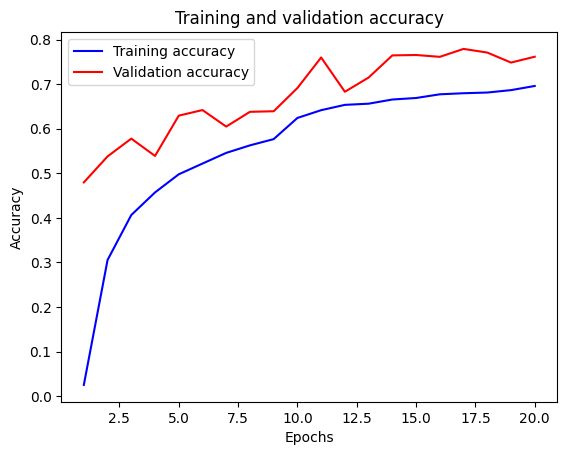 Training and validation accuracy
Training accuracy
Validation accuracy
0.8
0.7
0.6
0.5
0.4
0.3
0.2
0.1
0.0
Accuracy
2.5 5.0 7.5 10.0 12.5 15.0 17.5 20.0
Epochs